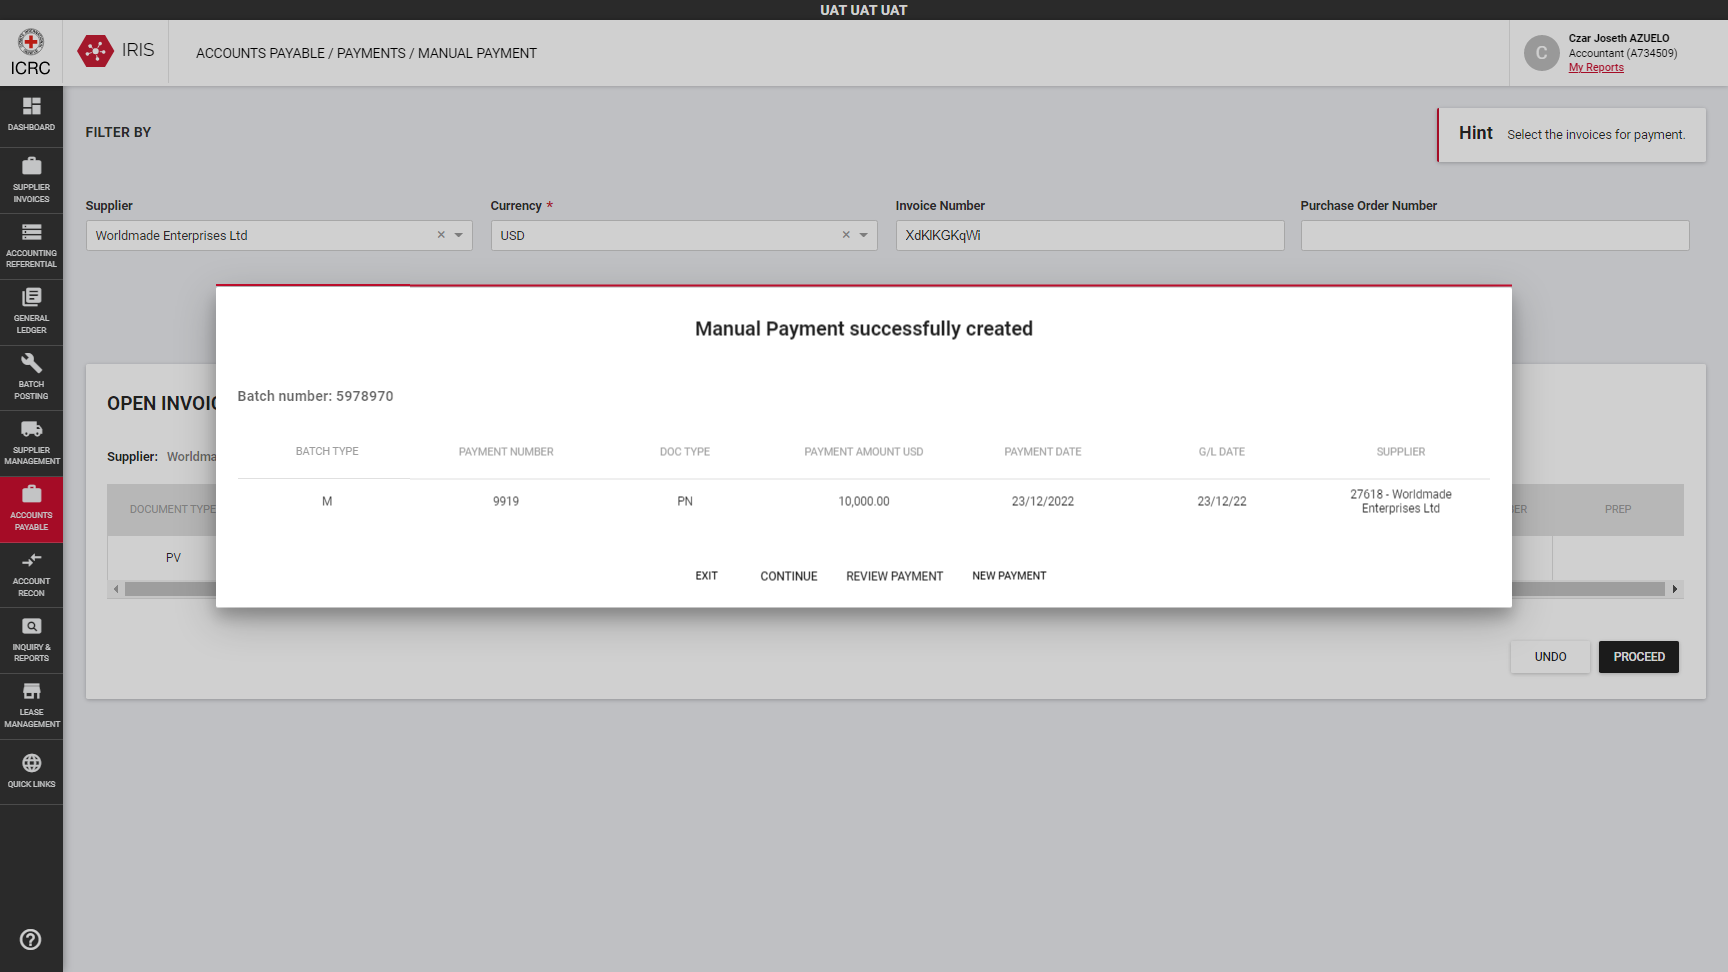 UAT UAT UAT
ICRC
IRIS
ACCOUNTS PAYABLE / PAYMENTS / MANUAL PAYMENT
C
Czar Joseth AZUELO
Accountant (A734509)
My Reports
DASHBOARD
SUPPLIER
INVOICES
ACCOUNTING
REFERENTIAL
GENERAL
LEDGER
BATCH
POSTING
SUPPLIER
MANAGEMENT
ACCOUNTS
PAYABLE
ACCOUNT
RECON
INQUIRY &
REPORTS
LEASE
MANAGEMENT
QUICK LINKS
FILTER BY
Hint Select the invoices for payment.
Supplier Currency * Invoice Number Purchase Order Number
Worldmade Enterprises Ltd × USD × XdKIKGKqWi
Manual Payment successfully created
Batch number: 5978970
BATCH TYPE PAYMENT NUMBER DOC TYPE PAYMENT AMOUNT USD PAYMENT DATE G/L DATE SUPPLIER
M 9919 PN 10,000.00 23/12/2022 23/12/22 27618 - Worldmade
Enterprises Ltd
EXIT CONTINUE REVIEW PAYMENT NEW PAYMENT
OPEN INVOIC
Supplier: Worldma
DOCUMENT TYPE ER PREP
PV
UNDO PROCEED